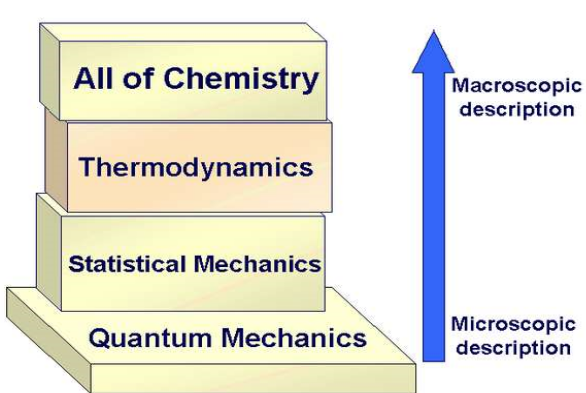 All of Chemistry
Thermodynamics
Statistical Mechanics
Quantum Mechanics
Macroscopic
description
Microscopic
description